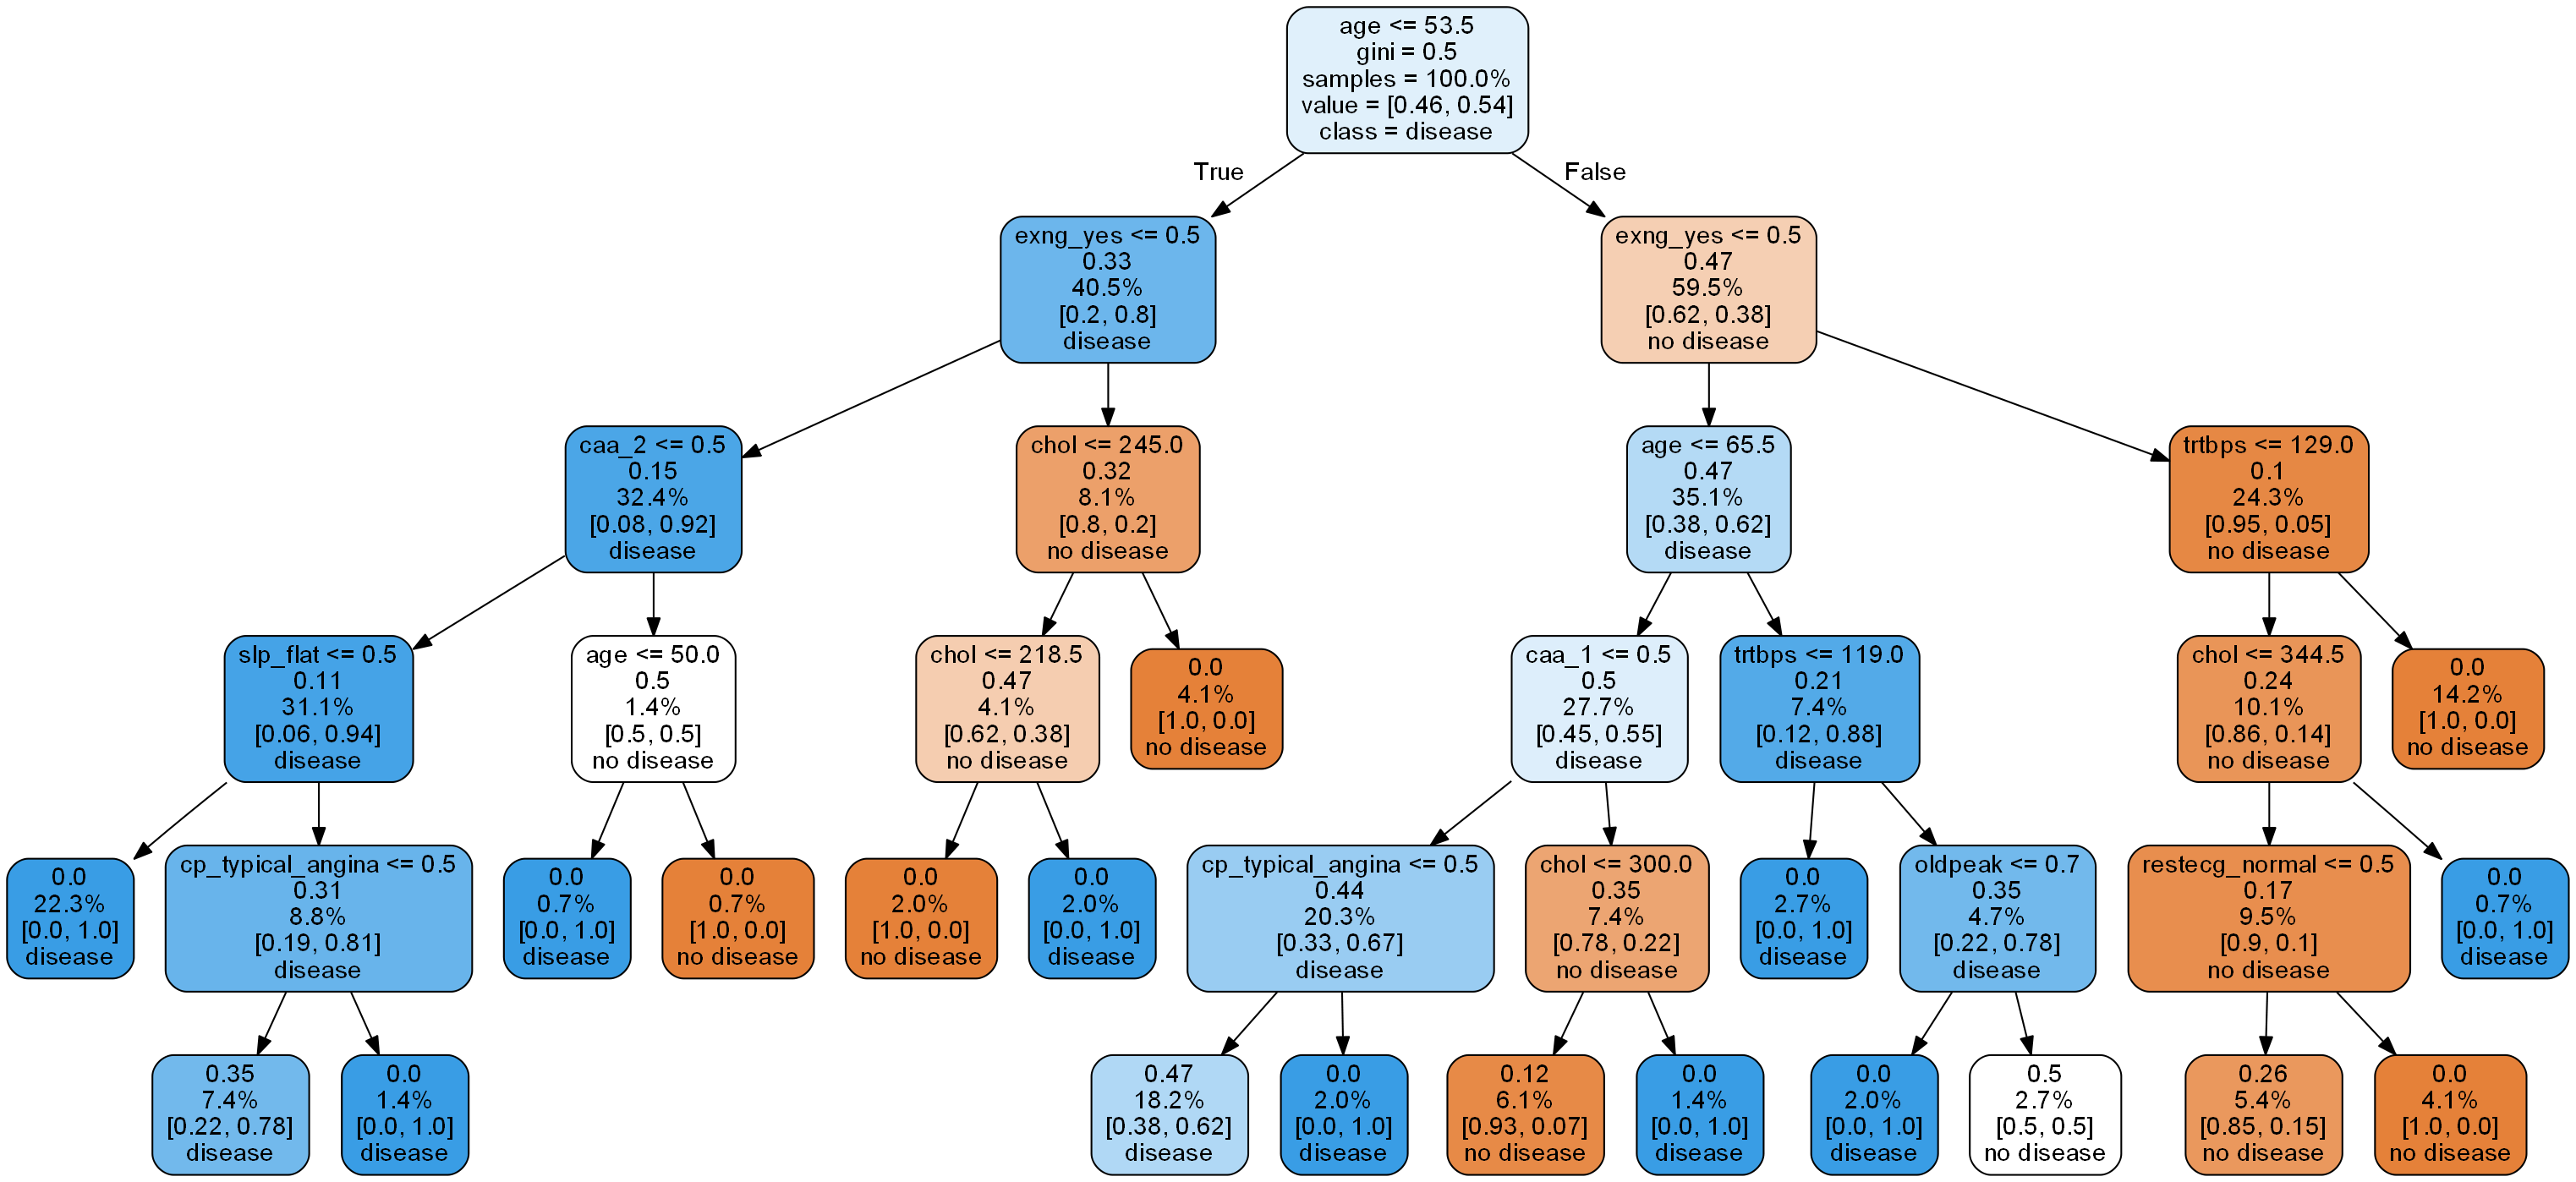 age <= 53.5
gini = 0.5
samples = 100.0%
value = [0.46, 0.54]
class = disease
True
False
exng_yes <= 0.5
0.33
40.5%
[0.2, 0.8]
disease
exng_yes <= 0.5
0.47
59.5%
[0.62, 0.38]
no disease
caa_2 <= 0.5
0.15
32.4%
[0.08, 0.92]
disease
chol <= 245.0
0.32
8.1%
[0.8, 0.2]
no disease
age <= 65.5
0.47
35.1%
[0.38, 0.62]
disease
trtbps <= 129.0
0.1
24.3%
[0.95, 0.05]
no disease
slp_flat <= 0.5
0.11
31.1%
[0.06, 0.94]
disease
age <= 50.0
0.5
1.4%
[0.5, 0.5]
no disease
chol <= 218.5
0.47
4.1%
[0.62, 0.38]
no disease
0.0
4.1%
[1.0, 0.0]
no disease
caa_1 <= 0.5
0.5
27.7%
[0.45, 0.55]
disease
trtbps <= 119.0
0.21
7.4%
[0.12, 0.88]
disease
chol <= 344.5
0.24
10.1%
[0.86, 0.14]
no disease
0.0
14.2%
[1.0, 0.0]
no disease
0.0
22.3%
[0.0, 1.0]
disease
cp_typical_angina <= 0.5
0.31
8.8%
[0.19, 0.81]
disease
0.0
0.7%
[0.0, 1.0]
disease
0.0
0.7%
[1.0, 0.0]
no disease
0.0
2.0%
[1.0, 0.0]
no disease
0.0
2.0%
[0.0, 1.0]
disease
cp_typical_angina <= 0.5
0.44
20.3%
[0.33, 0.67]
disease
chol <= 300.0
0.35
7.4%
[0.78, 0.22]
no disease
0.0
2.7%
[0.0, 1.0]
disease
oldpeak <= 0.7
0.35
4.7%
[0.22, 0.78]
disease
restecg_normal <= 0.5
0.17
9.5%
[0.9, 0.1]
no disease
0.0
0.7%
[0.0, 1.0]
disease
0.35
7.4%
[0.22, 0.78]
disease
0.0
1.4%
[0.0, 1.0]
disease
0.47
18.2%
[0.38, 0.62]
disease
0.0
2.0%
[0.0, 1.0]
disease
0.12
6.1%
[0.93, 0.07]
no disease
0.0
1.4%
[0.0, 1.0]
disease
0.0
2.0%
[0.0, 1.0]
disease
0.5
2.7%
[0.5, 0.5]
no disease
0.26
5.4%
[0.85, 0.15]
no disease
0.0
4.1%
[1.0, 0.0]
no disease